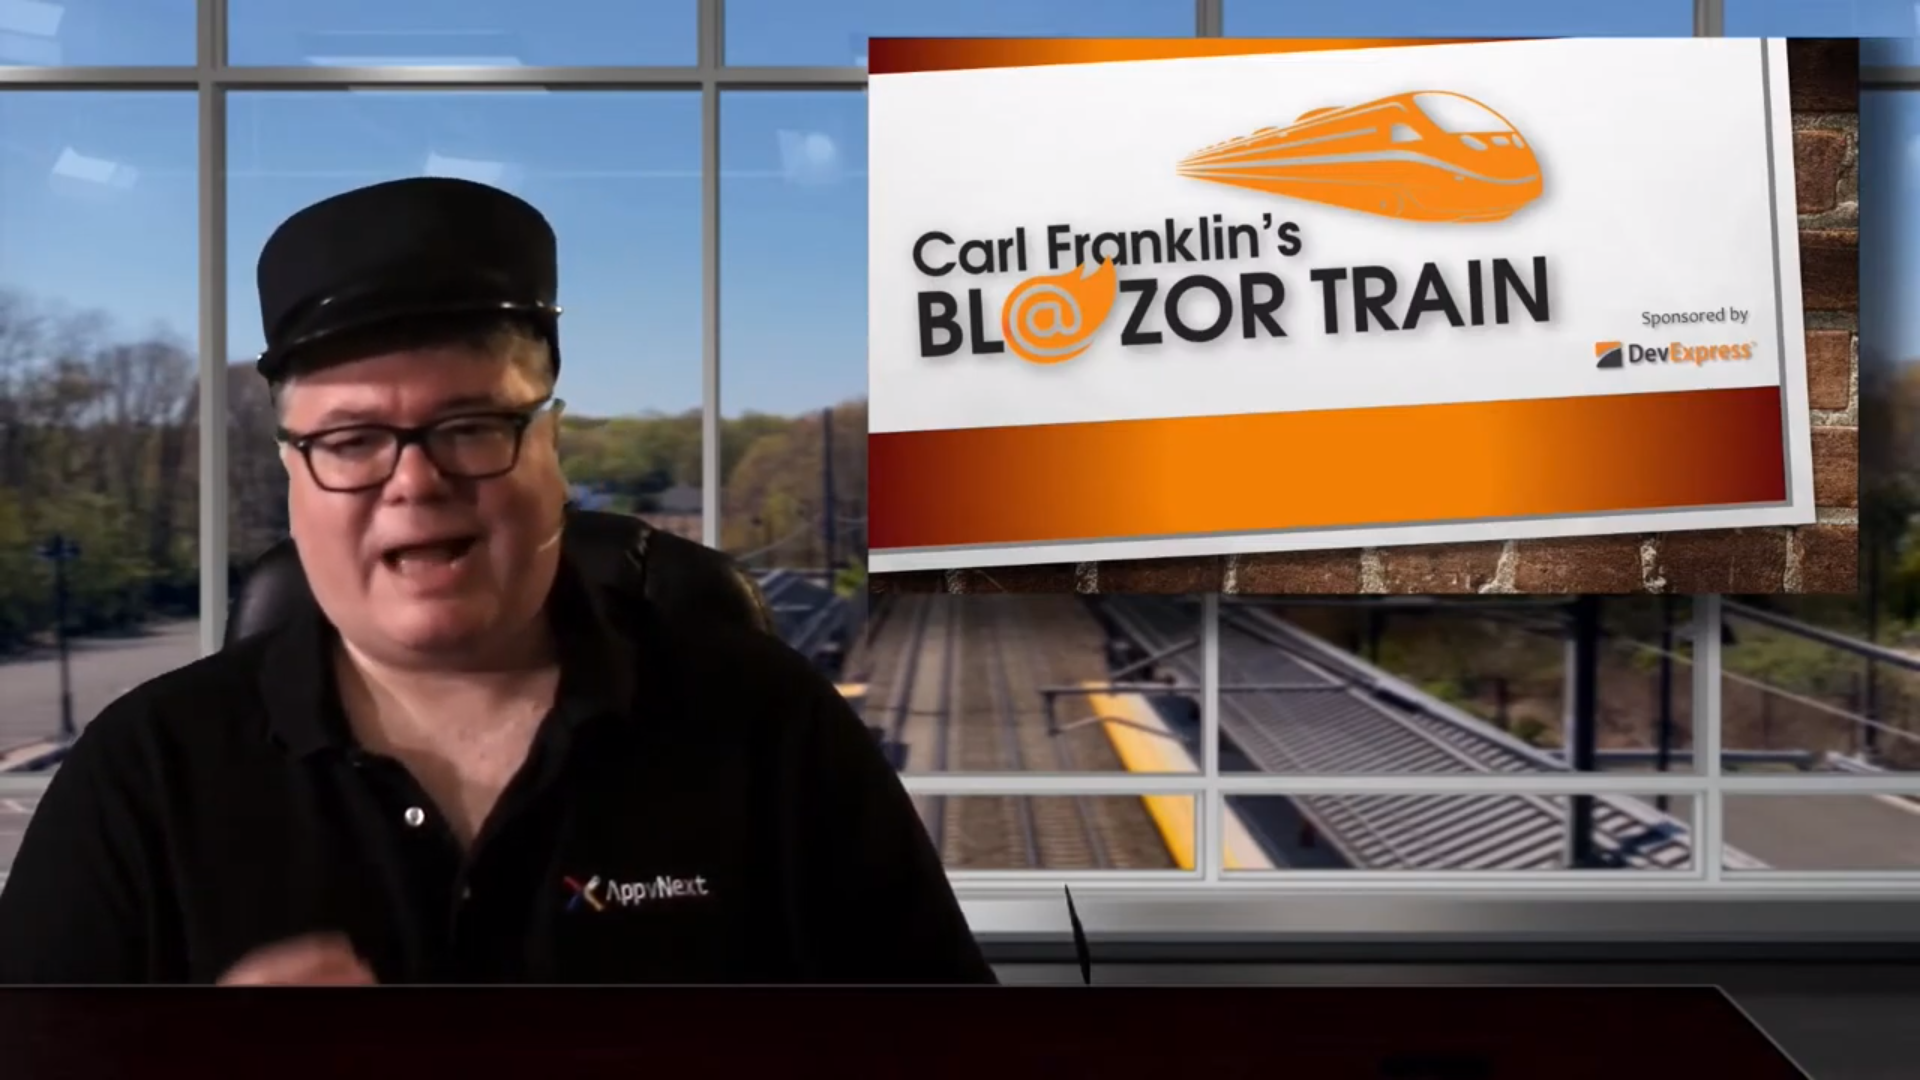 Carl Franklin's
BL@ZOR TRAIN
Sponsored by
DevExpress
AppvNext